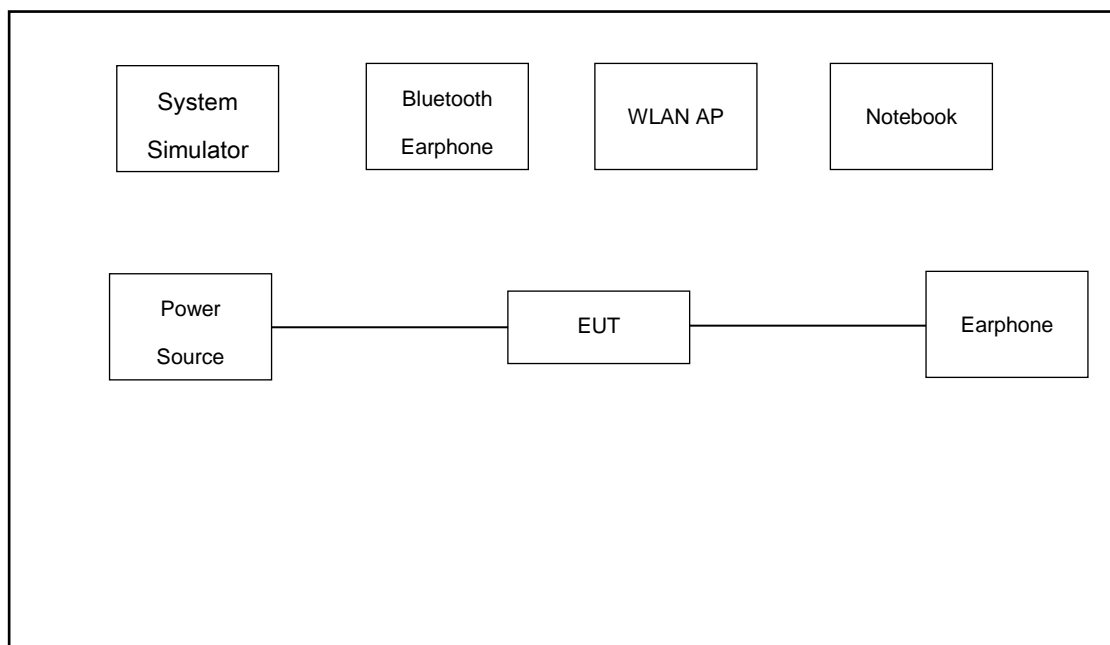 System
Simulator
Bluetooth
Earphone
WLAN AP
Notebook
Power
Source
EUT
Earphone